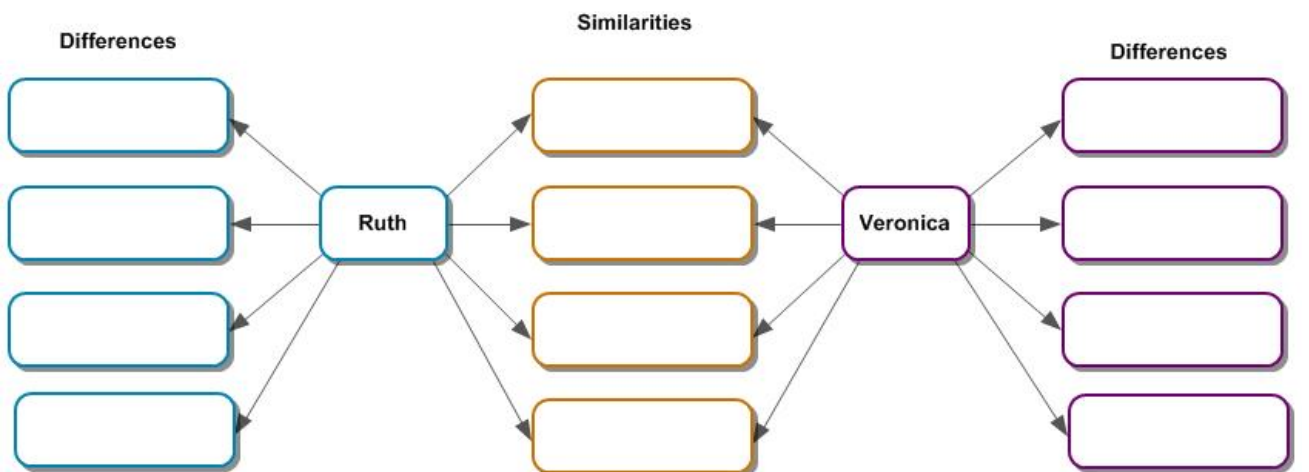 Similarities
Differences
Differences
Ruth
Veronica